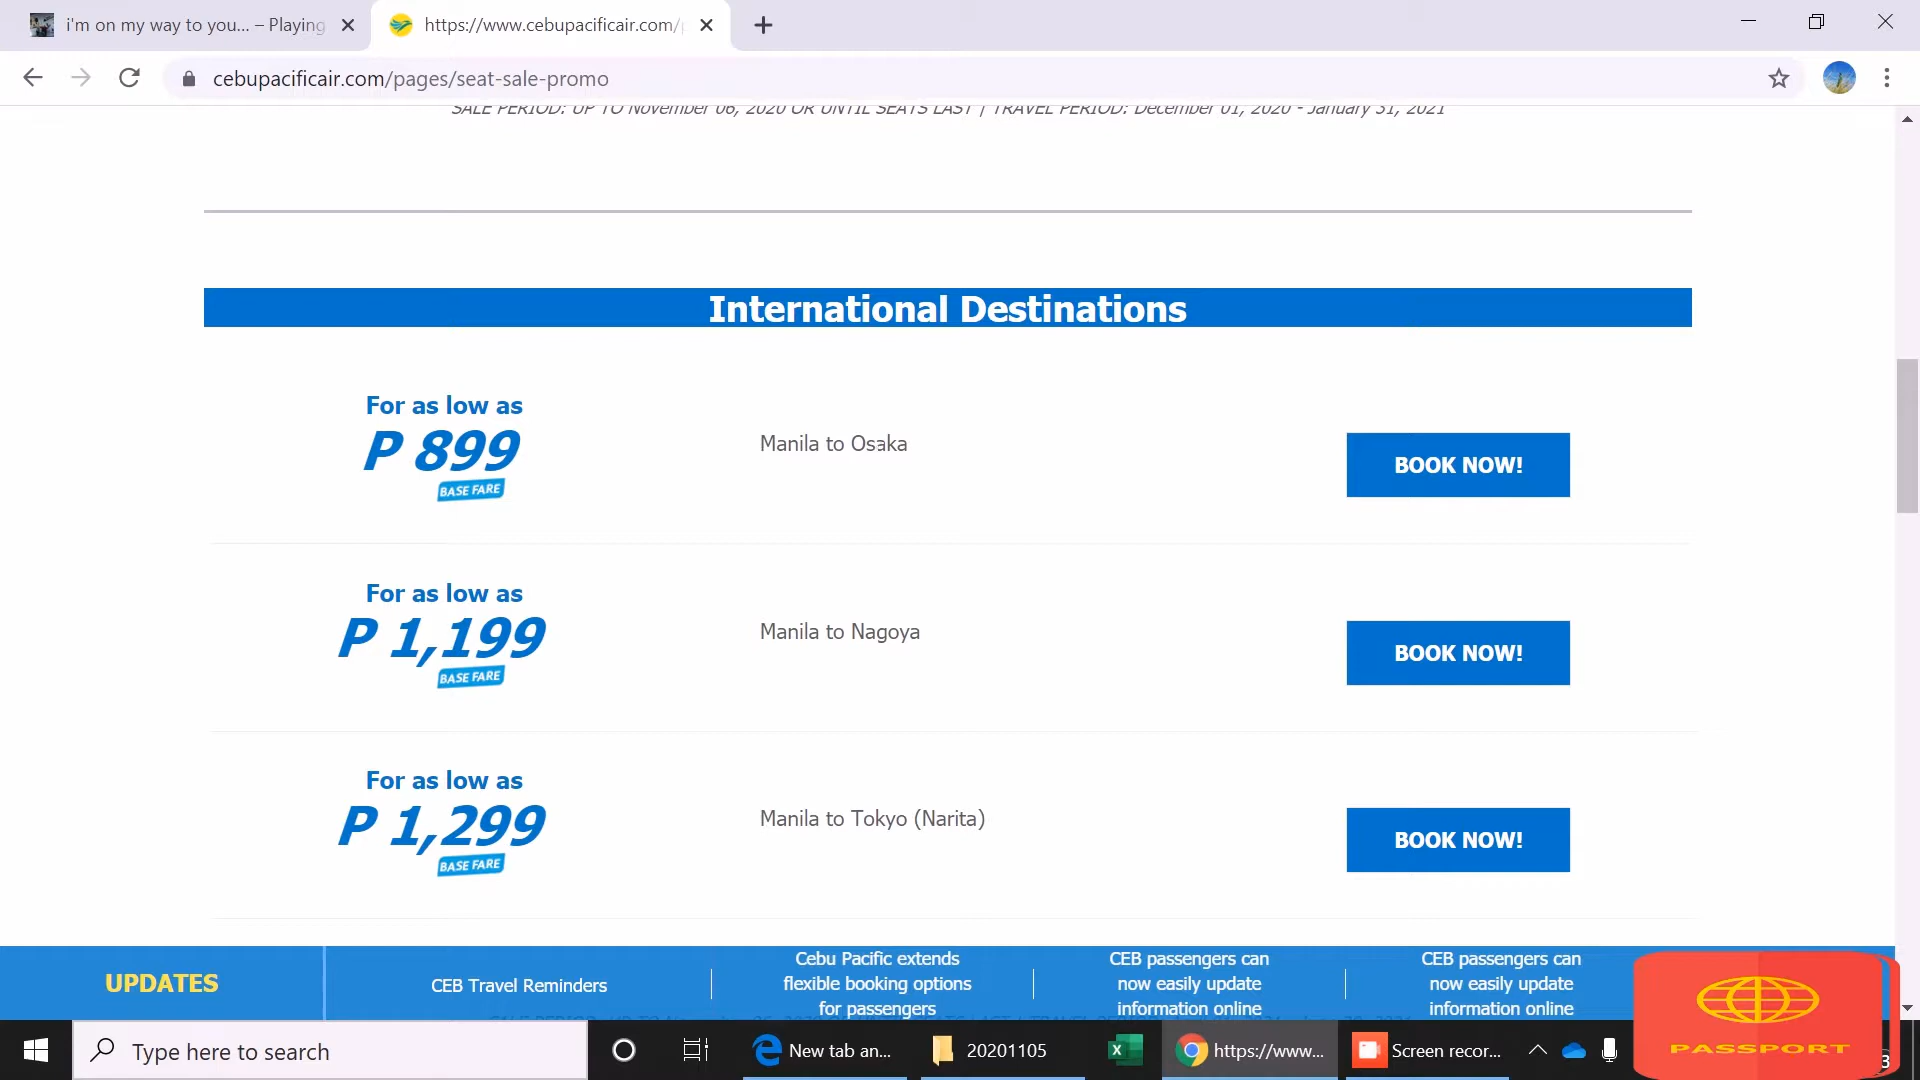 i'm on my way to you... – Playing
https://www.cebupacificair.com/
cebupacificair.com/pages/seat-sale-promo
SALE PERIOD: UP TO November 06, 2020 OR UNTIL SEATS LAST | TRAVEL PERIOD: December 01, 2020 - January 31, 2021
International Destinations
For as low as
P 899
BASE FARE
Manila to Osaka
BOOK NOW!
For as low as
P 1,199
BASE FARE
Manila to Nagoya
BOOK NOW!
For as low as
P 1,299
BASE FARE
Manila to Tokyo (Narita)
BOOK NOW!
UPDATES
CEB Travel Reminders
Cebu Pacific extends
flexible booking options
for passengers
CEB passengers can
now easily update
information online
CEB passengers can
now easily update
information online
PASSPORT
Type here to search
New tab an...
20201105
https://www...
Screen recor...